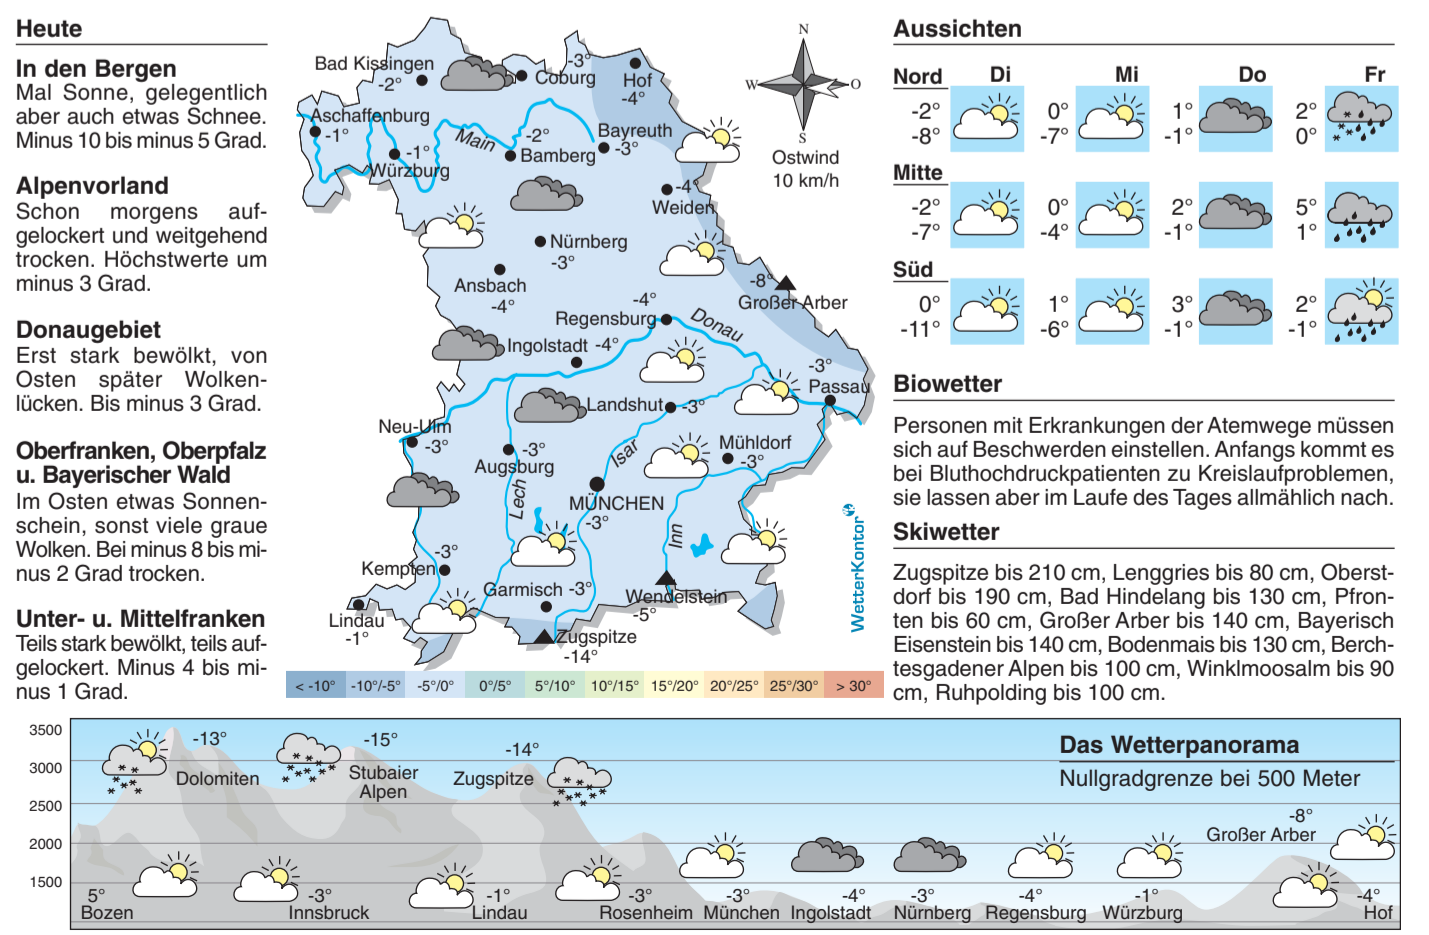 Heute
In den Bergen
Mal Sonne, gelegentlich
aber auch etwas Schnee.
Minus 10 bis minus 5 Grad.
Alpenvorland
Schon morgens auf-
gelockert und weitgehend
trocken. Höchstwerte um
minus 3 Grad.
Donaugebiet
Erst stark bewölkt, von
Osten später Wolken-
lücken. Bis minus 3 Grad.
Oberfranken, Oberpfalz
u. Bayerischer Wald
Im Osten etwas Sonnen-
schein, sonst viele graue
Wolken. Bei minus 8 bis mi-
nus 2 Grad trocken.
Unter- u. Mittelfranken
Teils stark bewölkt, teils auf-
gelockert. Minus 4 bis mi-
nus 1 Grad.
Bad Kissingen
-2°
-3°
Coburg
Hof
-4°
Aschaffenburg
-1°
-1°
Würzburg
Main
-2°
Bamberg
Bayreuth
-3°
-4°
Weiden
Nürnberg
-3°
Ansbach
-4°
-8°
Großer Arber
-4°
Regensburg
Donau
Ingolstadt -4°
-3°
Passau
Landshut
-3°
Neu-Ulm
-3°
-3°
Augsburg
Isar
Mühldorf
-3°
Lech
MÜNCHEN
-3°
Inn
-3°
Kempten
Garmisch -3°
Wendelstein
-5°
Lindau
-1°
Zugspitze
-14°
N
W
O
S
Ostwind
10 km/h
WetterKontor
< -10° -10°/-5° -5°/0° 0°/5° 5°/10° 10°/15° 15°/20° 20°/25° 25°/30° > 30°
Aussichten
Nord Di Mi Do Fr
-2° 0° 1° 2°
-8° -7° -1° 0°
Mitte
-2° 0° 2° 5°
-7° -4° -1° 1°
Süd
0° 1° 3° 2°
-11° -6° -1° -1°
Biowetter
Personen mit Erkrankungen der Atemwege müssen
sich auf Beschwerden einstellen. Anfangs kommt es
bei Bluthochdruckpatienten zu Kreislaufproblemen,
sie lassen aber im Laufe des Tages allmählich nach.
Skiwetter
Zugspitze bis 210 cm, Lenggries bis 80 cm, Oberst-
dorf bis 190 cm, Bad Hindelang bis 130 cm, Pfron-
ten bis 60 cm, Großer Arber bis 140 cm, Bayerisch
Eisenstein bis 140 cm, Bodenmais bis 130 cm, Berch-
tesgadener Alpen bis 100 cm, Winklmoosalm bis 90
cm, Ruhpolding bis 100 cm.
Das Wetterpanorama
Nullgradgrenze bei 500 Meter
3500
3000
2500
2000
1500
-13°
Dolomiten
-15°
Stubaier
Alpen
-14°
Zugspitze
-8°
Großer Arber
5°
Bozen
-3°
Innsbruck
-1°
Lindau
-3°
Rosenheim
-3°
München
-4°
Ingolstadt
-3°
Nürnberg
-4°
Regensburg
-1°
Würzburg
-4°
Hof